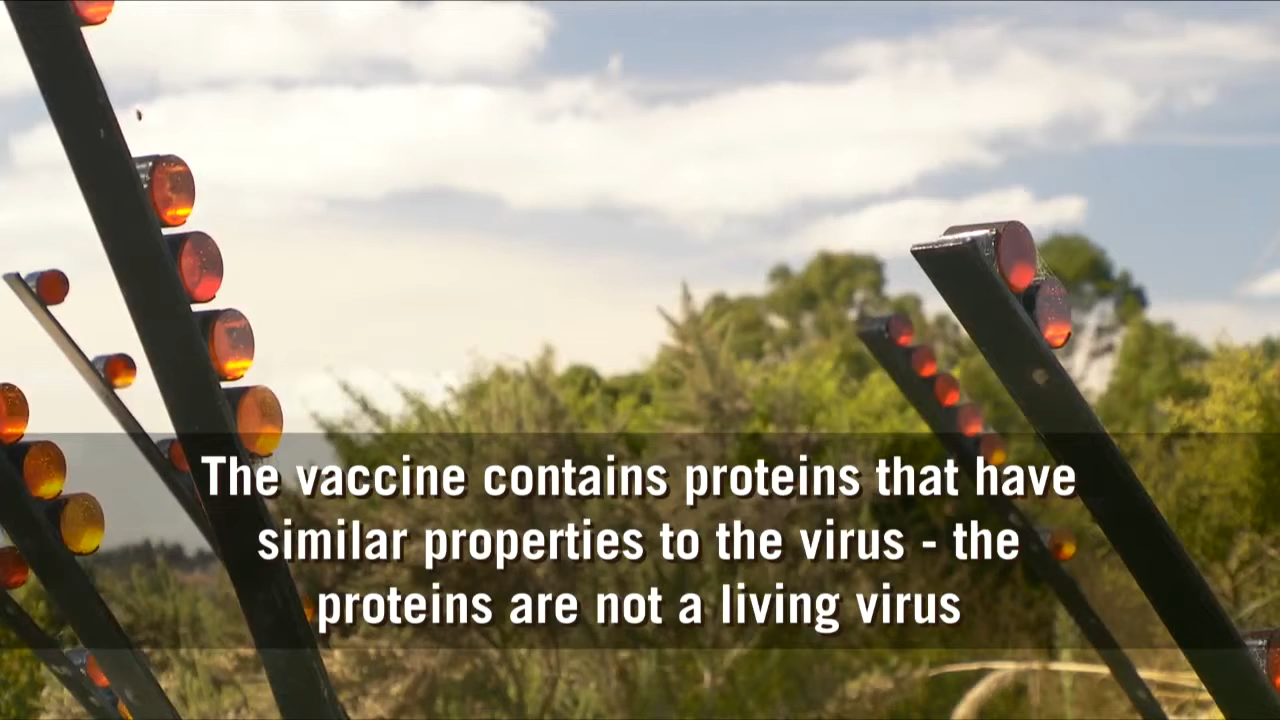 The vaccine contains proteins that have
similar properties to the virus - the
proteins are not a living virus